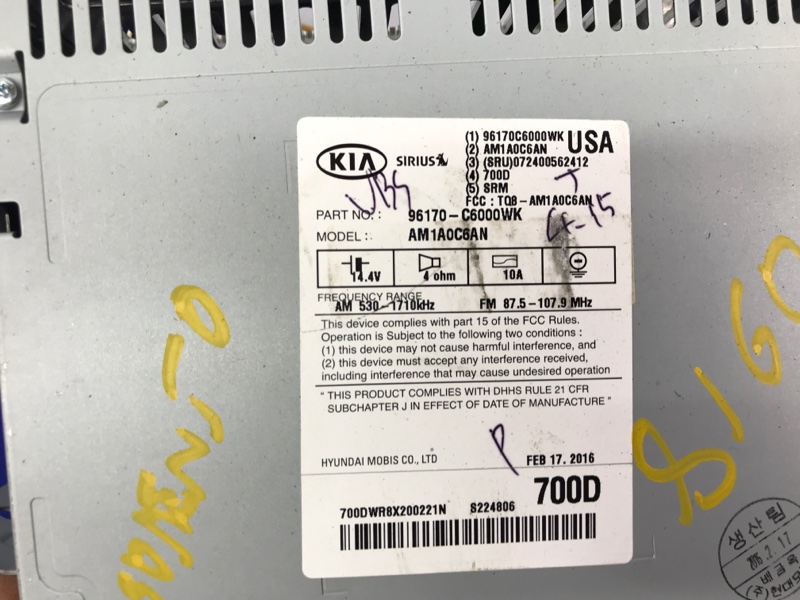 KIA SIRIUS
USA
(1) 96170C6000WK
(2) AM1A0C6AN
(3) (SRU)072400562412
(4) 700D
(5) SRM
FCC : TQ8-AM1A0C6AN
PART NO.: 96170-C6000WK
MODEL: AM1A0C6AN
14.4V 4 ohm 10A
FREQUENCY RANGE
AM 530-1710kHz FM 87.5-107.9 MHz
This device complies with part 15 of the FCC Rules.
Operation is Subject to the following two conditions :
(1) this device may not cause harmful interference, and
(2) this device must accept any interference received,
including interference that may cause undesired operation
" THIS PRODUCT COMPLIES WITH DHHS RULE 21 CFR
SUBCHAPTER J IN EFFECT OF DATE OF MANUFACTURE "
P
HYUNDAI MOBIS CO., LTD FEB 17. 2016
700D
700DWR8X200221N S224806
8160
생산팀